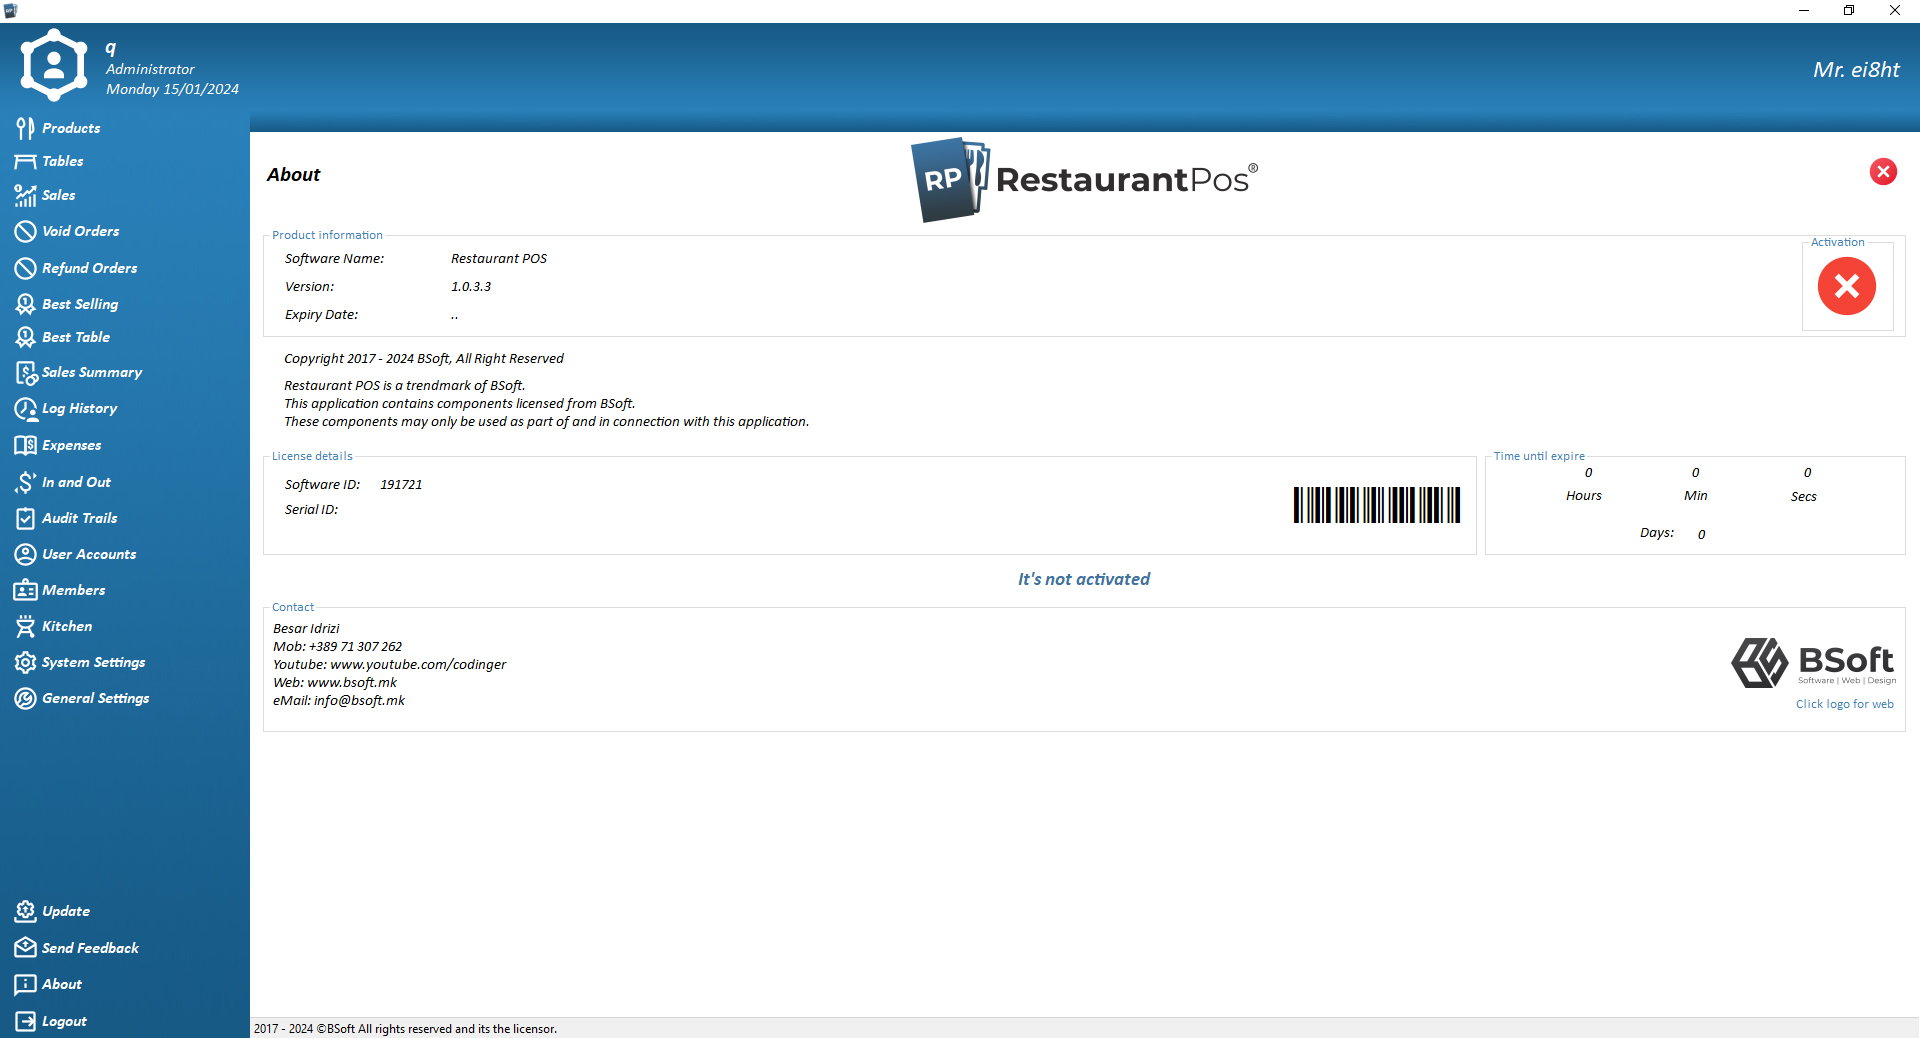 q
Administrator
Monday 15/01/2024
Mr. ei8ht
Products
Tables
Sales
Void Orders
Refund Orders
Best Selling
Best Table
Sales Summary
Log History
Expenses
In and Out
Audit Trails
User Accounts
Members
Kitchen
System Settings
General Settings
Update
Send Feedback
About
Logout
About
RP RestaurantPos®
Product information
Software Name: Restaurant POS
Version: 1.0.3.3
Expiry Date: ..
Activation
Copyright 2017 - 2024 BSoft, All Right Reserved
Restaurant POS is a trendmark of BSoft.
This application contains components licensed from BSoft.
These components may only be used as part of and in connection with this application.
License details
Software ID: 191721
Serial ID:
Time until expire
0 0 0
Hours Min Secs
Days: 0
It's not activated
Contact
Besar Idrizi
Mob: +389 71 307 262
Youtube: www.youtube.com/codinger
Web: www.bsoft.mk
eMail: info@bsoft.mk
BSoft
Software | Web | Design
Click logo for web
2017 - 2024 ©BSoft All rights reserved and its the licensor.